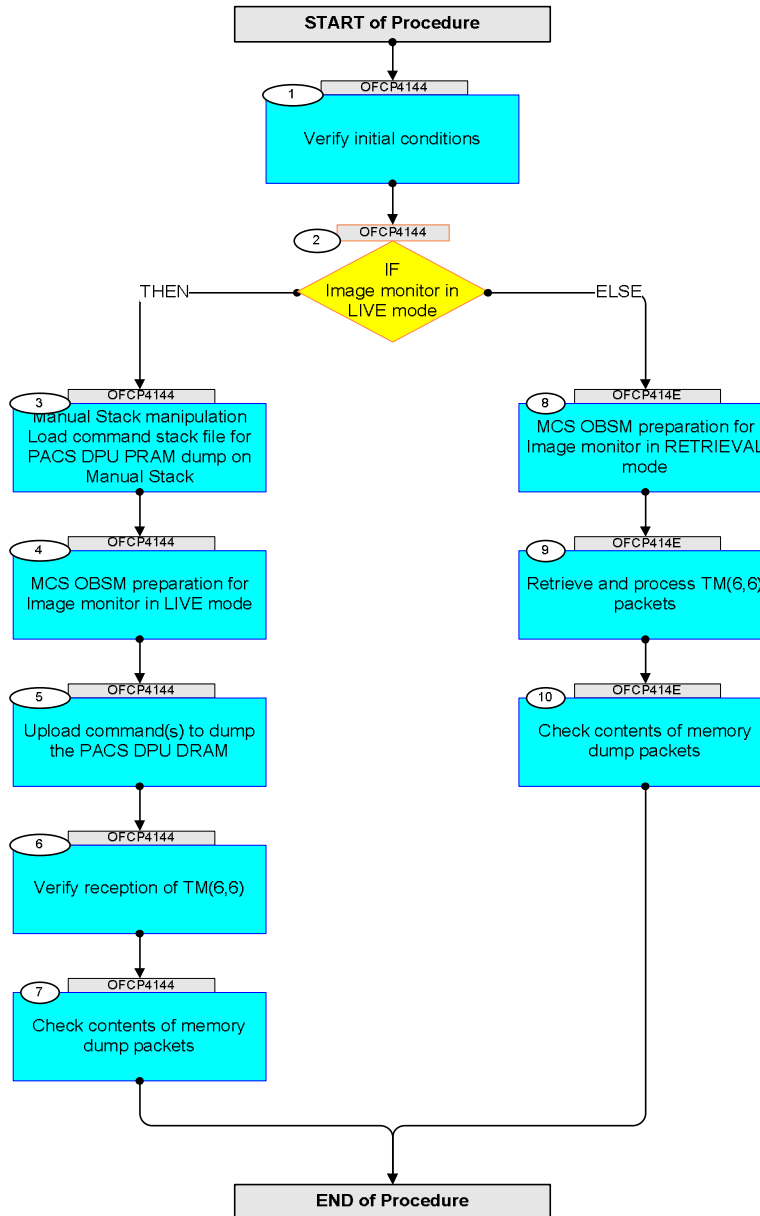 START of Procedure
OFCP4144
1
Verify initial conditions
OFCP4144
2
IF
Image monitor in
LIVE mode
THEN
ELSE
OFCP4144
3
Manual Stack manipulation
Load command stack file for
PACS DPU PRAM dump on
Manual Stack
OFCP4144
4
MCS OBSM preparation for
Image monitor in LIVE mode
OFCP4144
5
Upload command(s) to dump
the PACS DPU DRAM
OFCP4144
6
Verify reception of TM(6,6)
OFCP4144
7
Check contents of memory
dump packets
OFCP414E
8
MCS OBSM preparation for
Image monitor in RETRIEVAL
mode
OFCP414E
9
Retrieve and process TM(6,6)
packets
OFCP414E
10
Check contents of memory
dump packets
END of Procedure